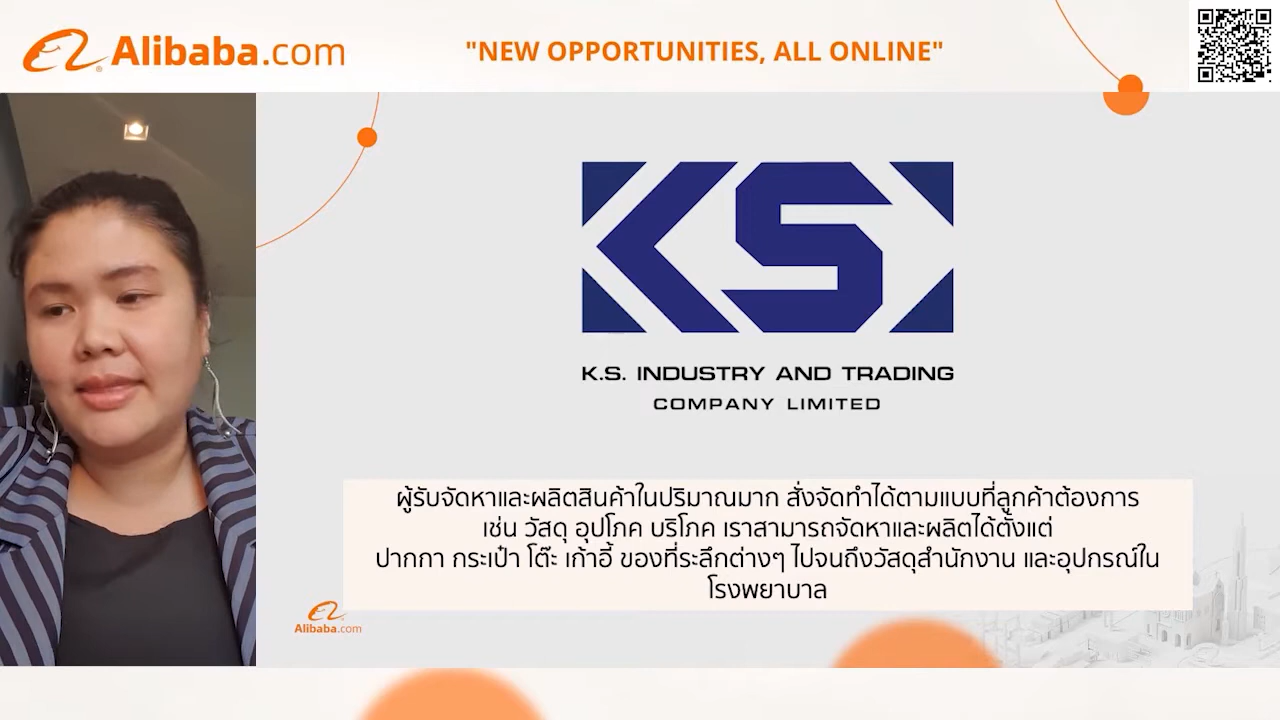 Alibaba.com
"NEW OPPORTUNITIES, ALL ONLINE"
KS
K.S. INDUSTRY AND TRADING
COMPANY LIMITED
ผู้รับจัดหาและผลิตสินค้าในปริมาณมาก สั่งจัดทำได้ตามแบบที่ลูกค้าต้องการ
เช่น วัสดุ อุปโภค บริโภค เราสามารถจัดหาและผลิตได้ตั้งแต่
ปากกา กระเป๋า โต๊ะ เก้าอี้ ของที่ระลึกต่างๆ ไปจนถึงวัสดุสำนักงาน และอุปกรณ์ใน
โรงพยาบาล
Alibaba.com